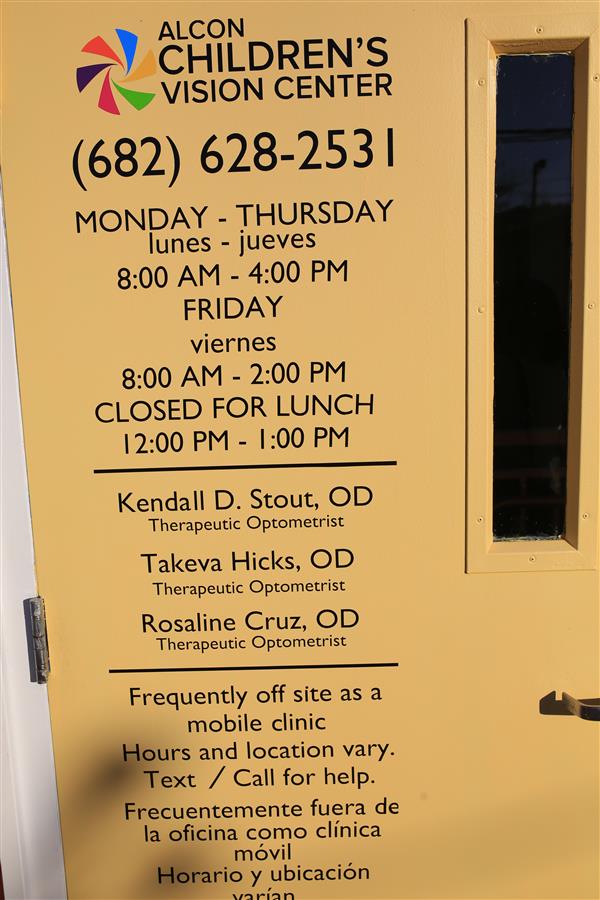 ALCON
CHILDREN'S
VISION CENTER
(682) 628-2531
MONDAY - THURSDAY
lunes - jueves
8:00 AM - 4:00 PM
FRIDAY
viernes
8:00 AM - 2:00 PM
CLOSED FOR LUNCH
12:00 PM - 1:00 PM
Kendall D. Stout, OD
Therapeutic Optometrist
Takeva Hicks, OD
Therapeutic Optometrist
Rosaline Cruz, OD
Therapeutic Optometrist
Frequently off site as a
mobile clinic
Hours and location vary.
Text / Call for help.
Frecuentemente fuera de
la oficina como clínica
móvil
Horario y ubicación
varían